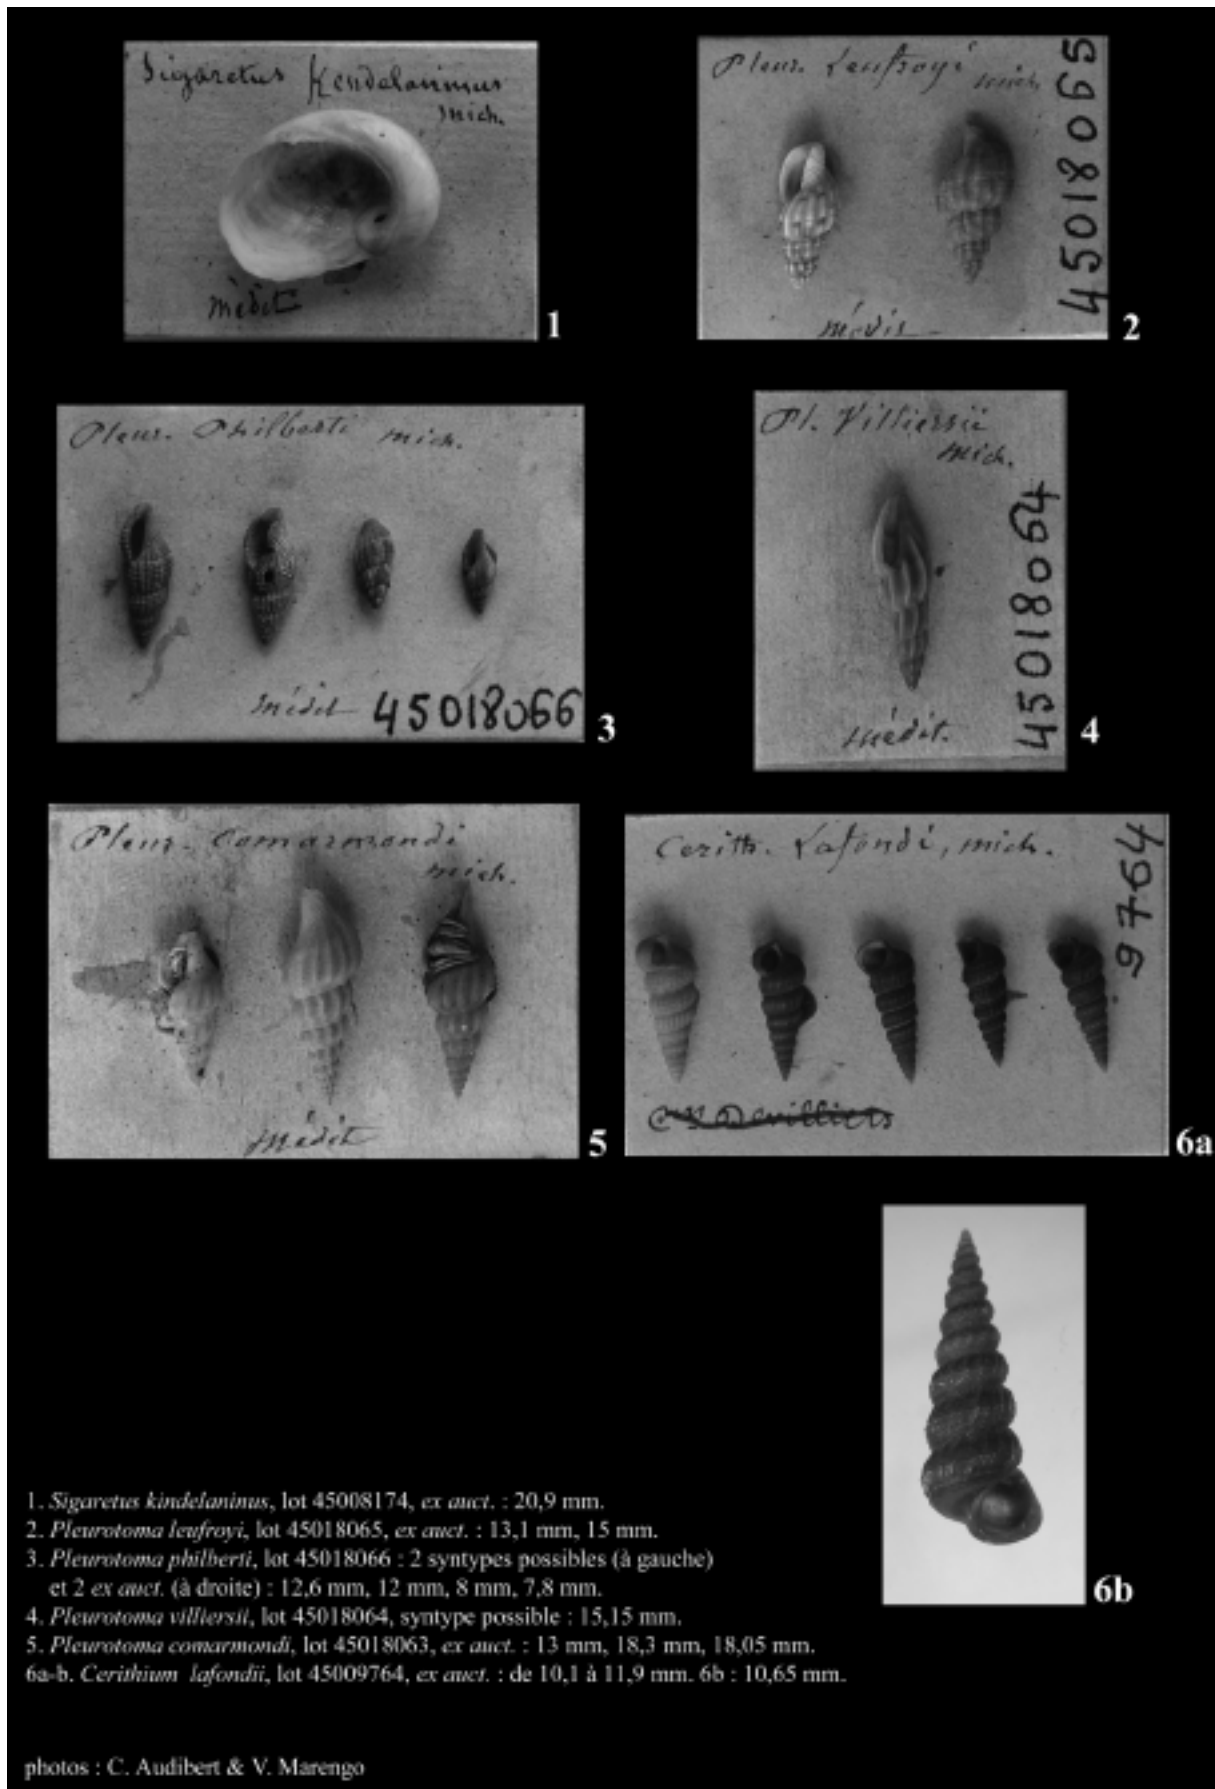 Sigaretus Kendelaninus
mich.
médit
1
Pleur. Leufroyi mich.
45018065
médit
2
Pleur. Philberti mich.
médit 45018066
3
Pl. Villiersii
mich.
45018064
médit.
4
Pleur. Comarmondi
mich.
médit
5
Cerith. Lafondi, mich.
9764
Devilliers
6a
6b
1. Sigaretus kindelaninus, lot 45008174, ex auct. : 20,9 mm.
2. Pleurotoma leufroyi, lot 45018065, ex auct. : 13,1 mm, 15 mm.
3. Pleurotoma philberti, lot 45018066 : 2 syntypes possibles (à gauche)
et 2 ex auct. (à droite) : 12,6 mm, 12 mm, 8 mm, 7,8 mm.
4. Pleurotoma villiersii, lot 45018064, syntype possible : 15,15 mm.
5. Pleurotoma comarmondi, lot 45018063, ex auct. : 13 mm, 18,3 mm, 18,05 mm.
6a-b. Cerithium lafondii, lot 45009764, ex auct. : de 10,1 à 11,9 mm. 6b : 10,65 mm.
photos : C. Audibert & V. Marengo